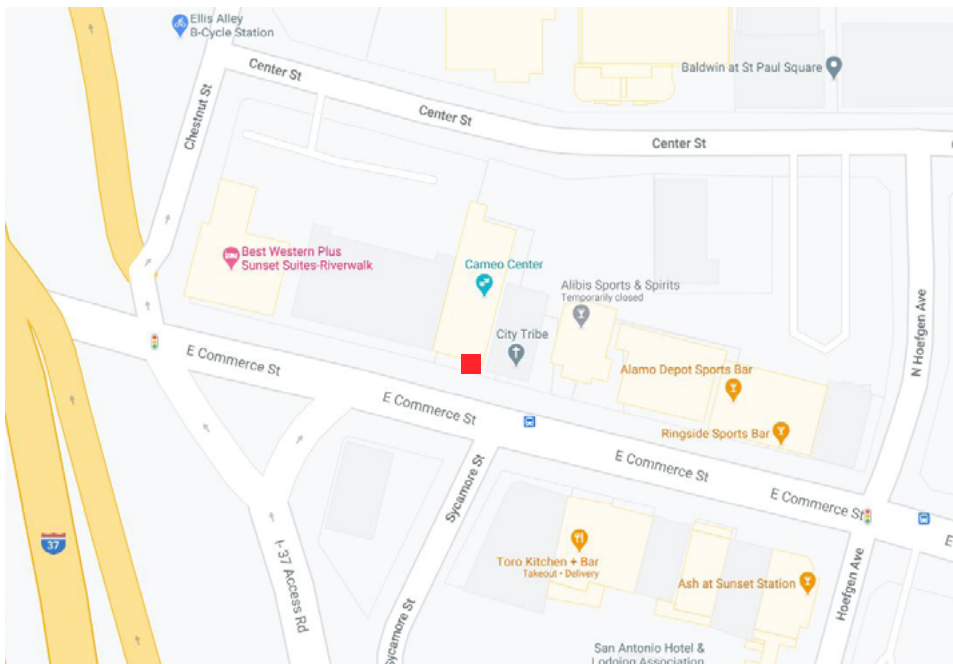 Ellis Alley
B-Cycle Station
Center St
Center St
Center St
Baldwin at St Paul Square
Chestnut St
Best Western Plus
Sunset Suites-Riverwalk
Cameo Center
City Tribe
Alibis Sports & Spirits
Temporarily closed
N Hoefgen Ave
E Commerce St
E Commerce St
Alamo Depot Sports Bar
Ringside Sports Bar
E Commerce St
E Commerce St
E
Sycamore St
37
I-37 Access Rd
Toro Kitchen + Bar
Takeout • Delivery
Ash at Sunset Station
Hoefgen Ave
Sycamore St
San Antonio Hotel &
Lodging Association